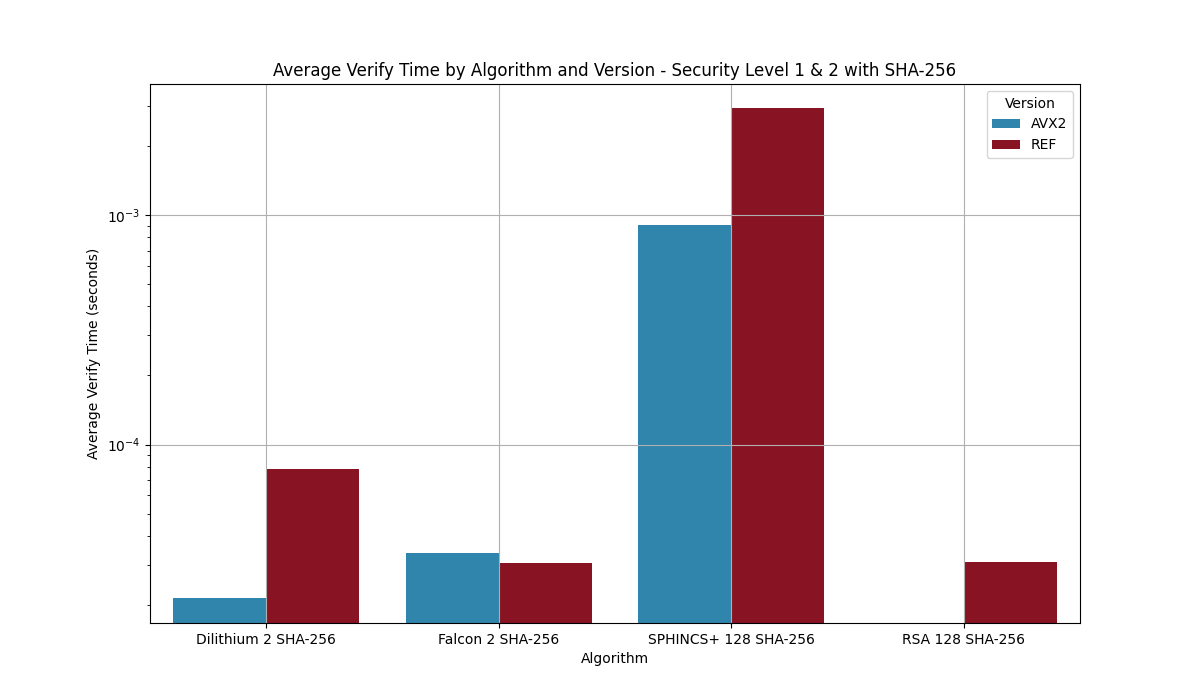 Average Verify Time by Algorithm and Version - Security Level 1 & 2 with SHA-256
Version
AVX2
REF
Average Verify Time (seconds)
10⁻³
10⁻⁴
Dilithium 2 SHA-256
Falcon 2 SHA-256
SPHINCS+ 128 SHA-256
RSA 128 SHA-256
Algorithm